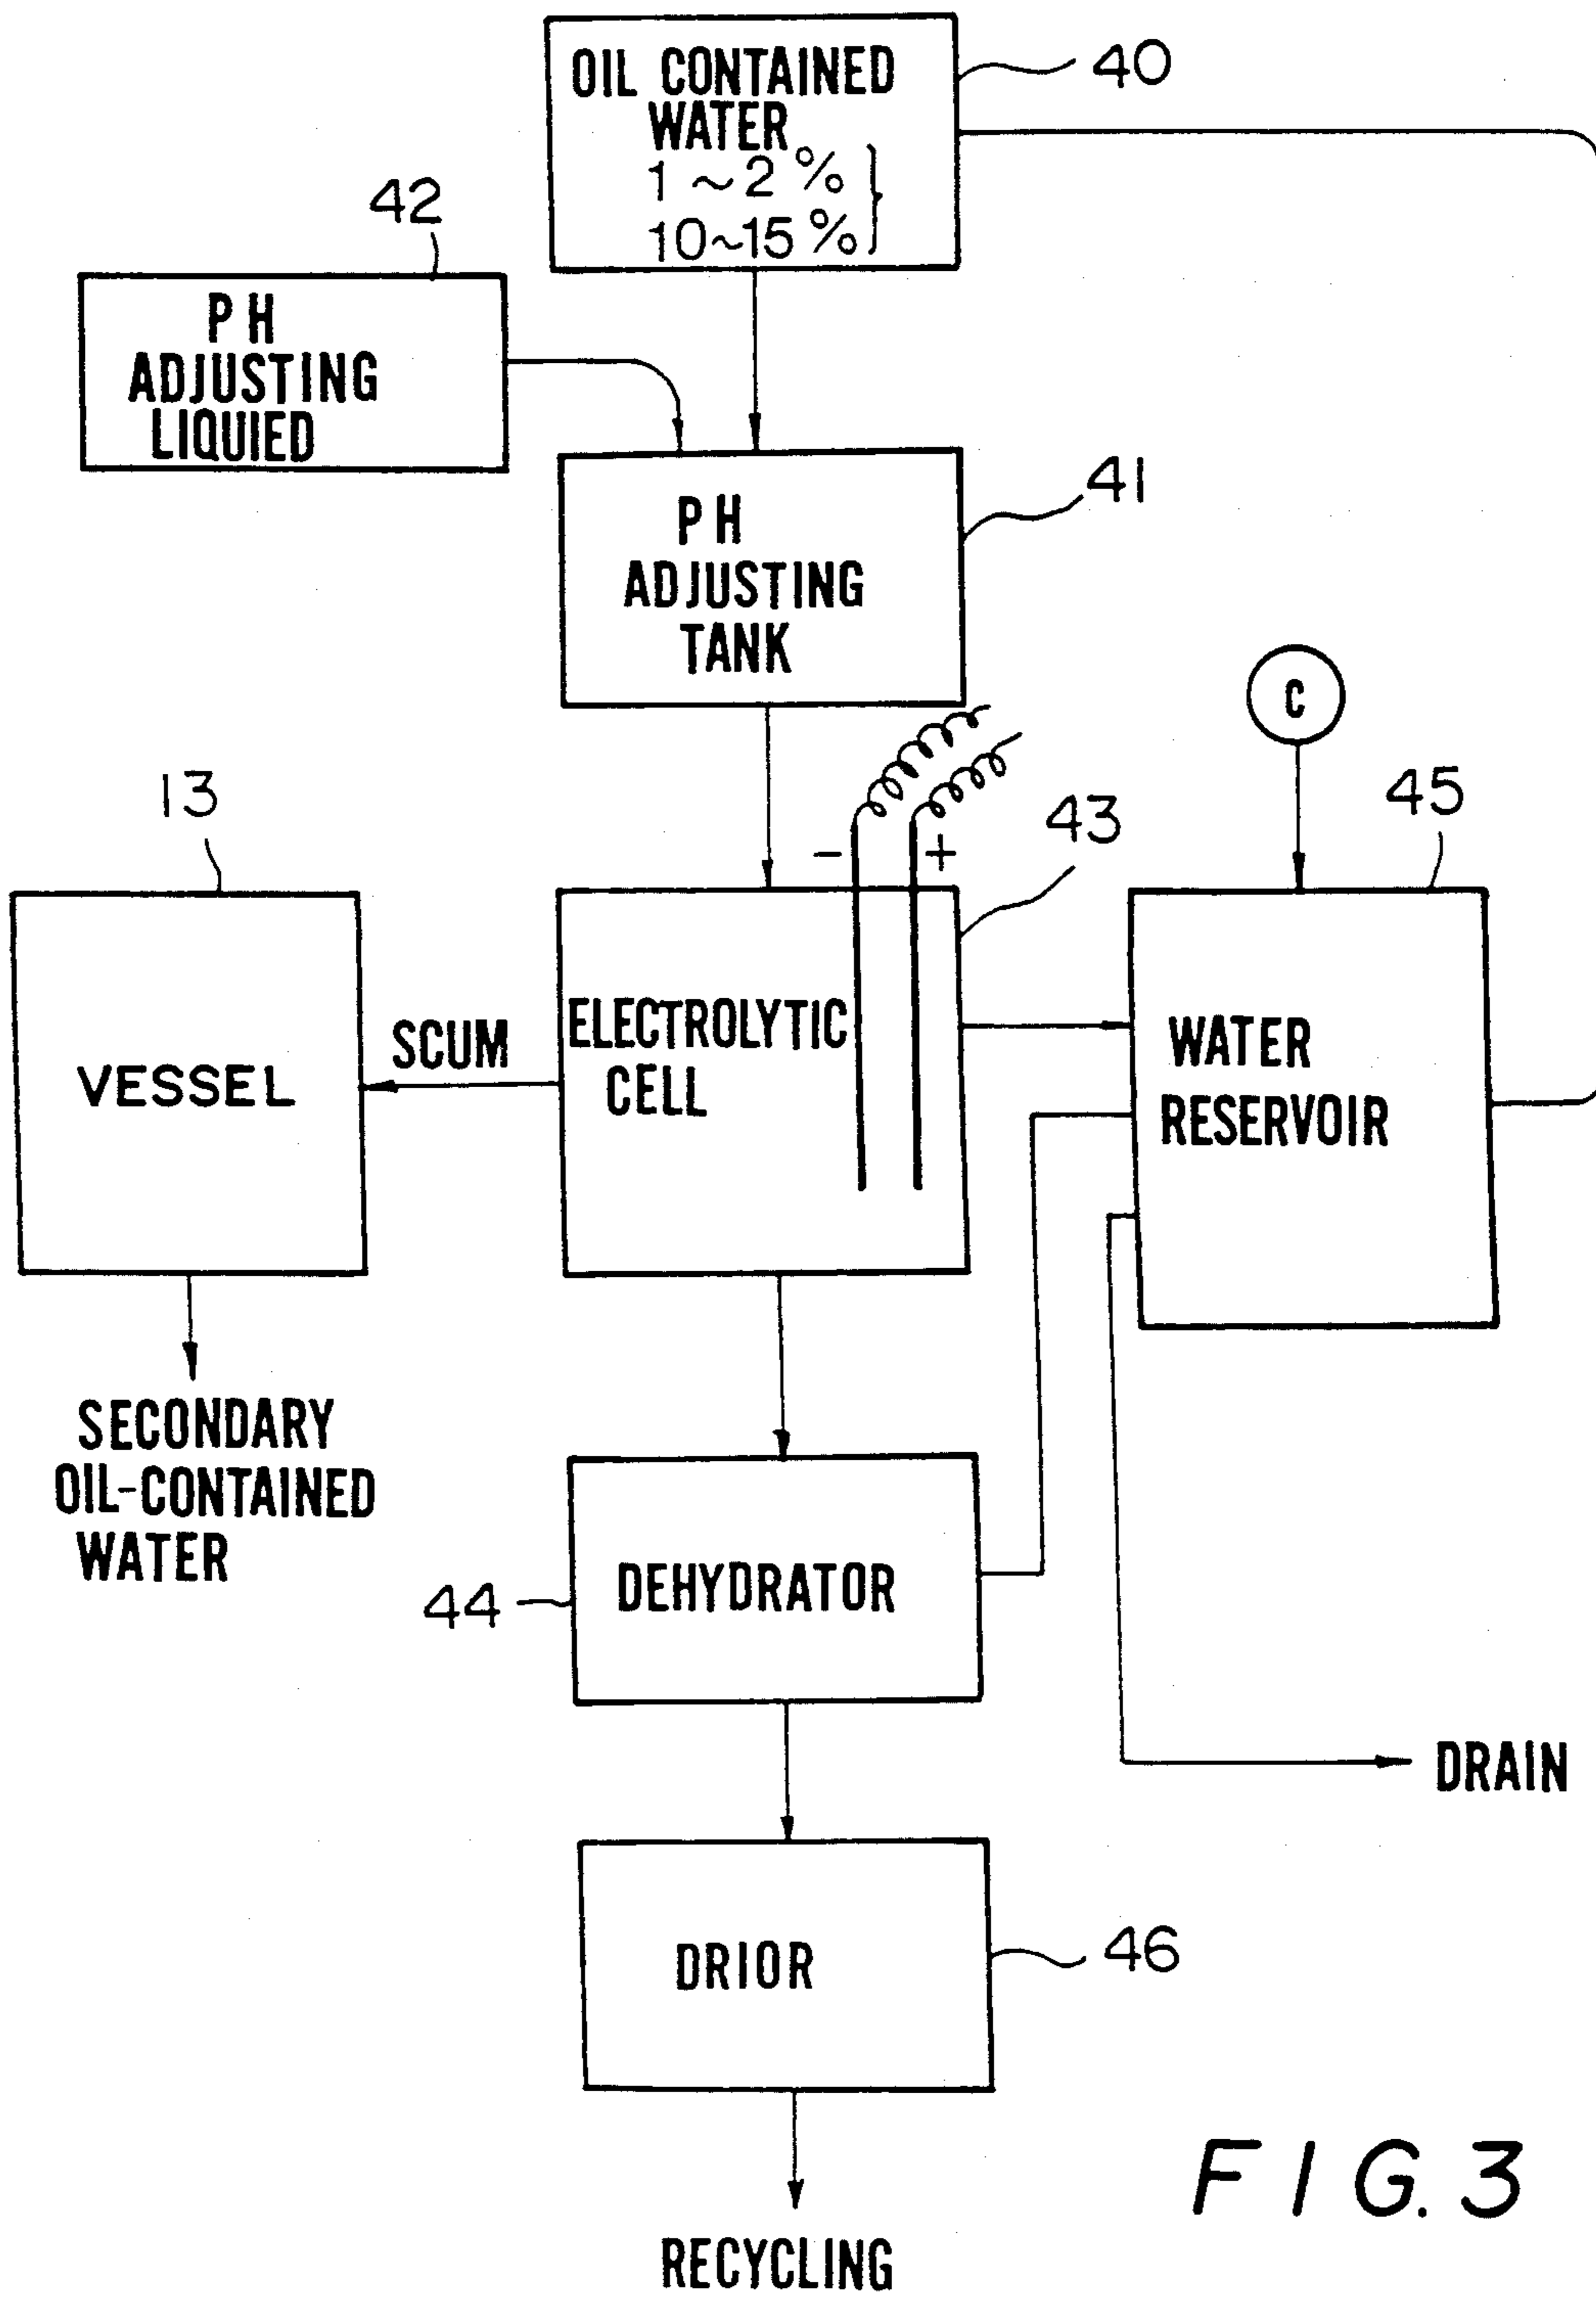 OIL CONTAINED
WATER
1 ~ 2 %
10~15 %
40
42
PH
ADJUSTING
LIQUIED
PH
ADJUSTING
TANK
41
C
13
43
45
- +
VESSEL
SCUM
ELECTROLYTIC
CELL
WATER
RESERVOIR
SECONDARY
OIL-CONTAINED
WATER
44
DEHYDRATOR
DRAIN
DRIOR
46
RECYCLING
FIG. 3